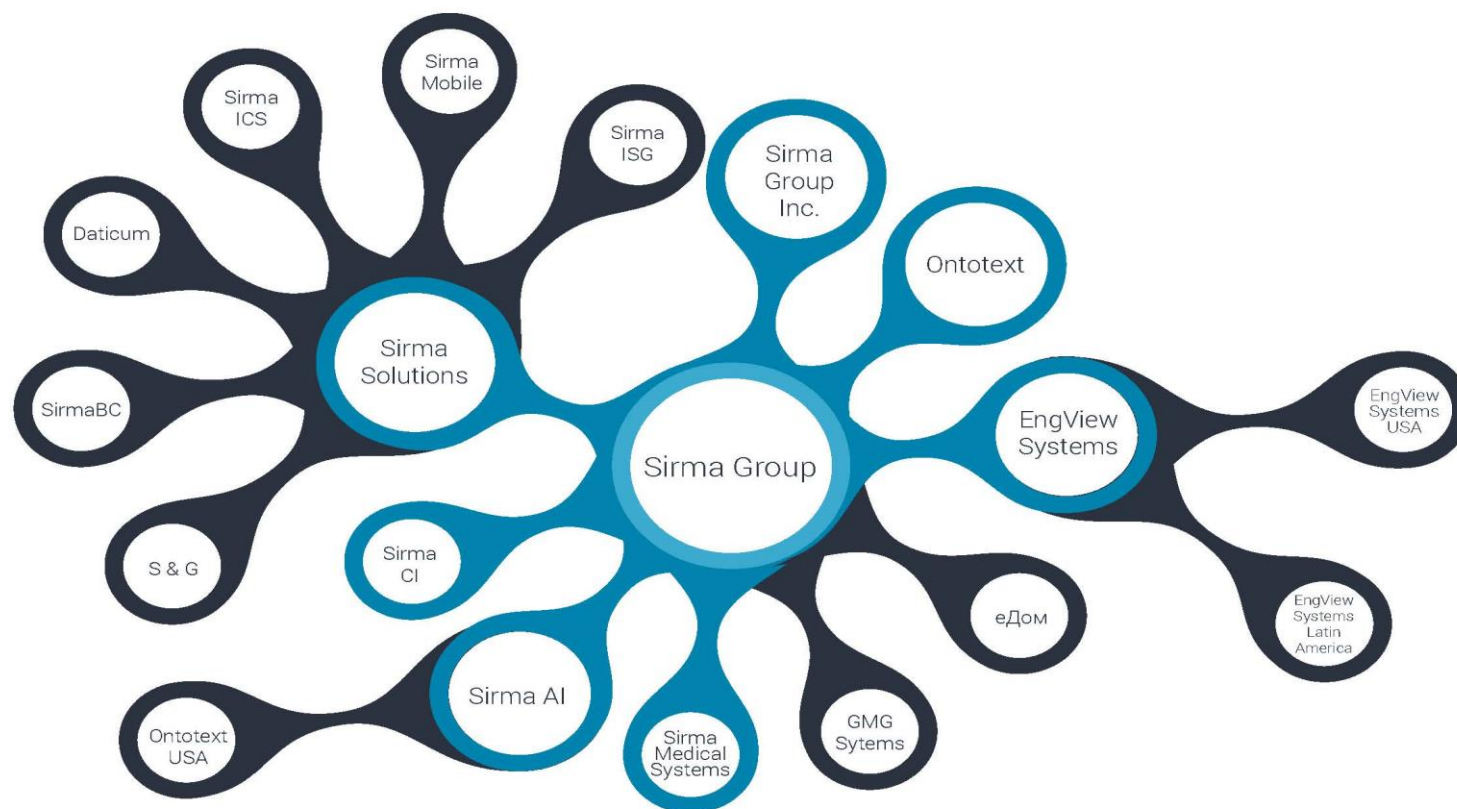 Sirma
Mobile
Sirma
ICS
Sirma
ISG
Sirma
Group
Inc.
Daticum
Ontotext
Sirma
Solutions
SirmaBC
EngView
Systems
EngView
Systems
USA
Sirma Group
S & G
Sirma
CI
еДом
EngView
Systems
Latin
America
Sirma AI
Ontotext
USA
Sirma
Medical
Systems
GMG
Sytems